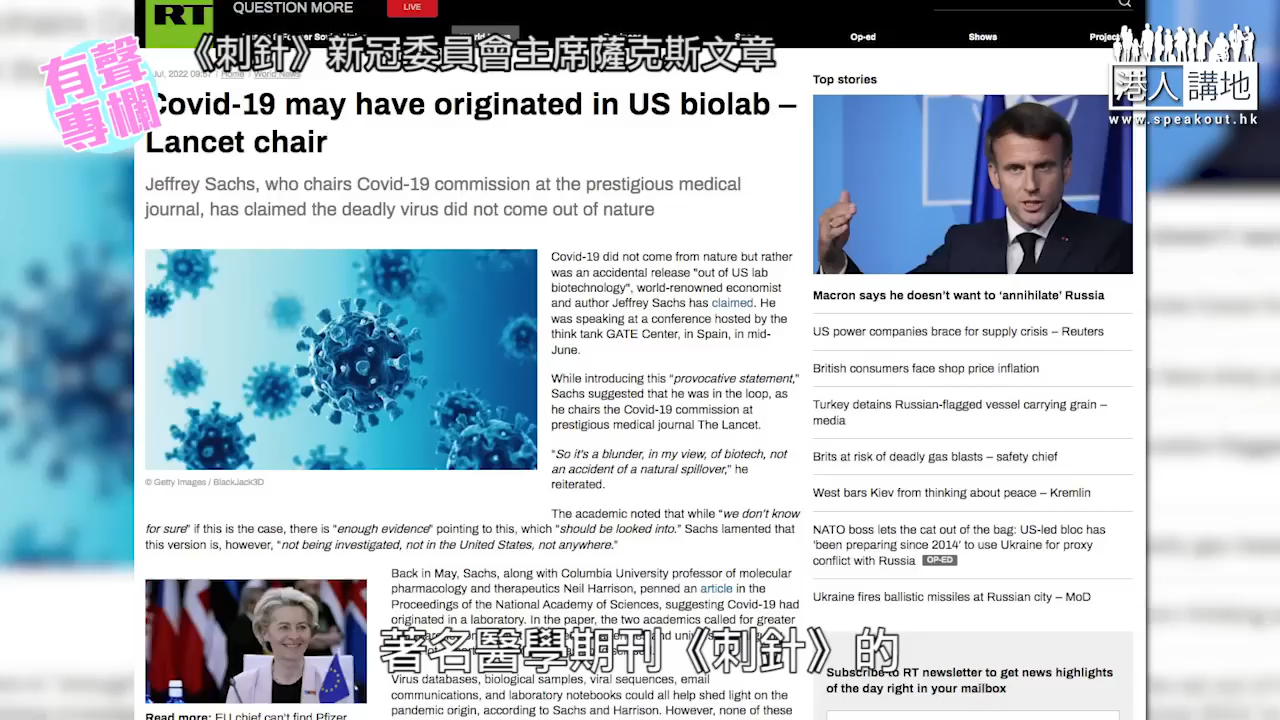 RT
QUESTION MORE
LIVE
Op-ed
Shows
《刺針》新冠委員會主席薩克斯文章
有聲
專欄
港人講地
www.speakout.hk
Jul, 2022 09:57
Home
World News
Covid-19 may have originated in US biolab –
Lancet chair
Jeffrey Sachs, who chairs Covid-19 commission at the prestigious medical
journal, has claimed the deadly virus did not come out of nature
© Getty Images / BlackJack3D
Covid-19 did not come from nature but rather
was an accidental release "out of US lab
biotechnology", world-renowned economist
and author Jeffrey Sachs has claimed. He
was speaking at a conference hosted by the
think tank GATE Center, in Spain, in mid-
June.
While introducing this "provocative statement,"
Sachs suggested that he was in the loop, as
he chairs the Covid-19 commission at
prestigious medical journal The Lancet.
"So it's a blunder, in my view, of biotech, not
an accident of a natural spillover," he
reiterated.
The academic noted that while "we don't know
for sure" if this is the case, there is "enough evidence" pointing to this, which "should be looked into." Sachs lamented that
this version is, however, "not being investigated, not in the United States, not anywhere."
Back in May, Sachs, along with Columbia University professor of molecular
pharmacology and therapeutics Neil Harrison, penned an article in the
Proceedings of the National Academy of Sciences, suggesting Covid-19 had
originated in a laboratory. In the paper, the two academics called for greater
著名醫學期刊《刺針》的
Virus databases, biological samples, viral sequences, email
communications, and laboratory notebooks could all help shed light on the
pandemic origin, according to Sachs and Harrison. However, none of these
Read more: EU chief can't find Pfizer
Top stories
Macron says he doesn't want to 'annihilate' Russia
US power companies brace for supply crisis – Reuters
British consumers face shop price inflation
Turkey detains Russian-flagged vessel carrying grain –
media
Brits at risk of deadly gas blasts – safety chief
West bars Kiev from thinking about peace – Kremlin
NATO boss lets the cat out of the bag: US-led bloc has
'been preparing since 2014' to use Ukraine for proxy
conflict with Russia OP-ED
Ukraine fires ballistic missiles at Russian city – MoD
Subscribe to RT newsletter to get news highlights
of the day right in your mailbox